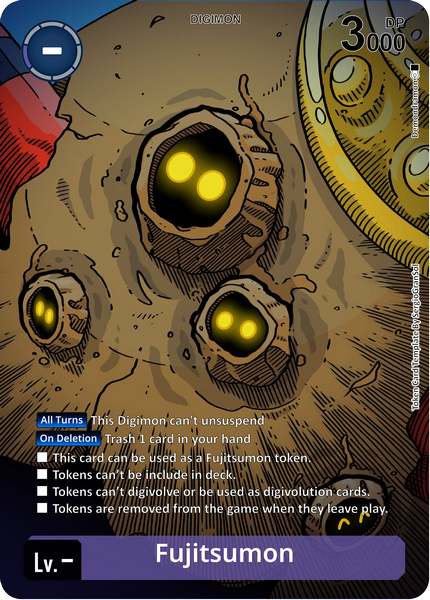 DIGIMON
-
DP
3000
Demondramon
Token Card Template By SergioGranSol
All Turns This Digimon can't unsuspend
On Deletion Trash 1 card in your hand
■ This card can be used as a Fujitsumon token.
■ Tokens can't be include in deck.
■ Tokens can't digivolve or be used as digivolution cards.
■ Tokens are removed from the game when they leave play.
Lv.-
Fujitsumon